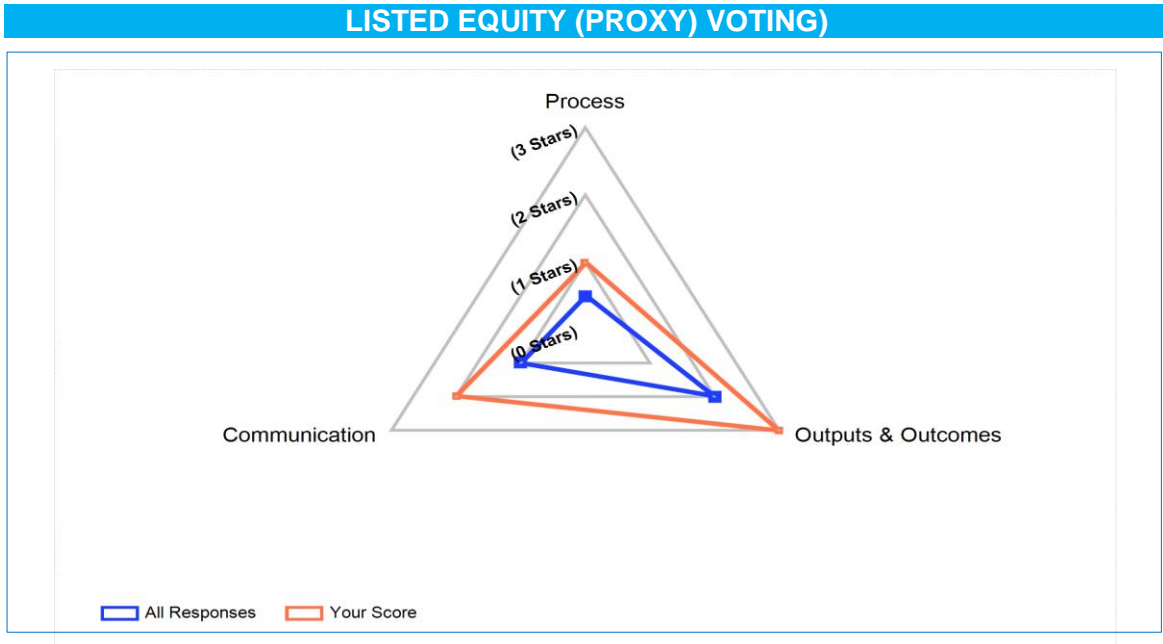 LISTED EQUITY (PROXY) VOTING)
Process
(3 Stars)
(2 Stars)
(1 Stars)
(0 Stars)
Communication
Outputs & Outcomes
All Responses
Your Score